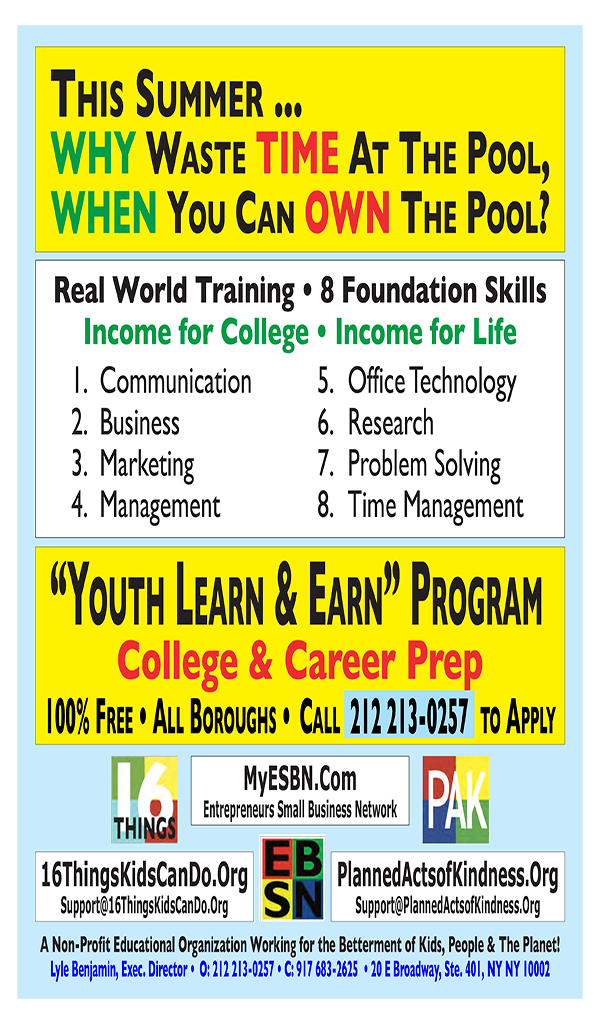 THIS SUMMER ...
WHY WASTE TIME AT THE POOL,
WHEN YOU CAN OWN THE POOL?
Real World Training • 8 Foundation Skills
Income for College • Income for Life
1. Communication
2. Business
3. Marketing
4. Management
5. Office Technology
6. Research
7. Problem Solving
8. Time Management
“YOUTH LEARN & EARN” PROGRAM
College & Career Prep
100% FREE • ALL BOROUGHS • CALL 212 213-0257 TO APPLY
16
THINGS
MyESBN.Com
Entrepreneurs Small Business Network
PAK
16ThingsKidsCanDo.Org
Support@16ThingsKidsCanDo.Org
EB
SN
PlannedActsofKindness.Org
Support@PlannedActsofKindness.Org
A Non-Profit Educational Organization Working for the Betterment of Kids, People & The Planet!
Lyle Benjamin, Exec. Director • O: 212 213-0257 • C: 917 683-2625 • 20 E Broadway, Ste. 401, NY NY 10002